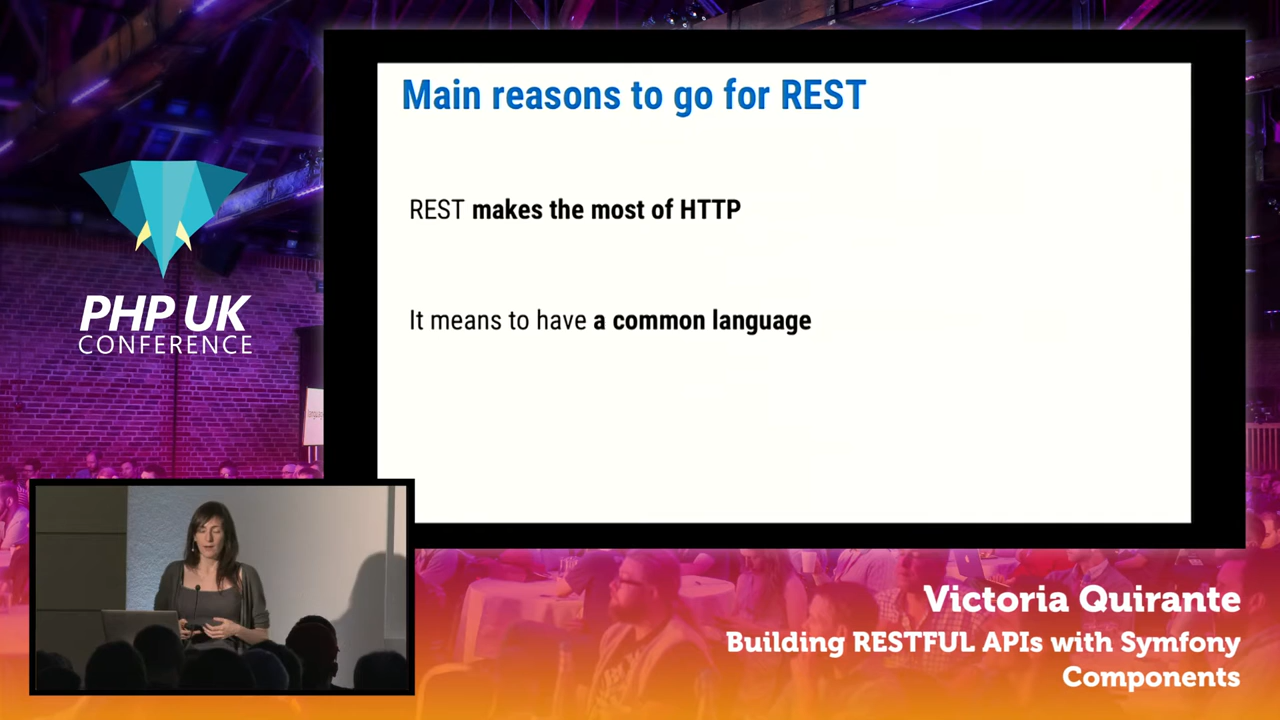 Main reasons to go for REST
REST makes the most of HTTP
It means to have a common language
PHP UK
CONFERENCE
Victoria Quirante
Building RESTFUL APIs with Symfony
Components